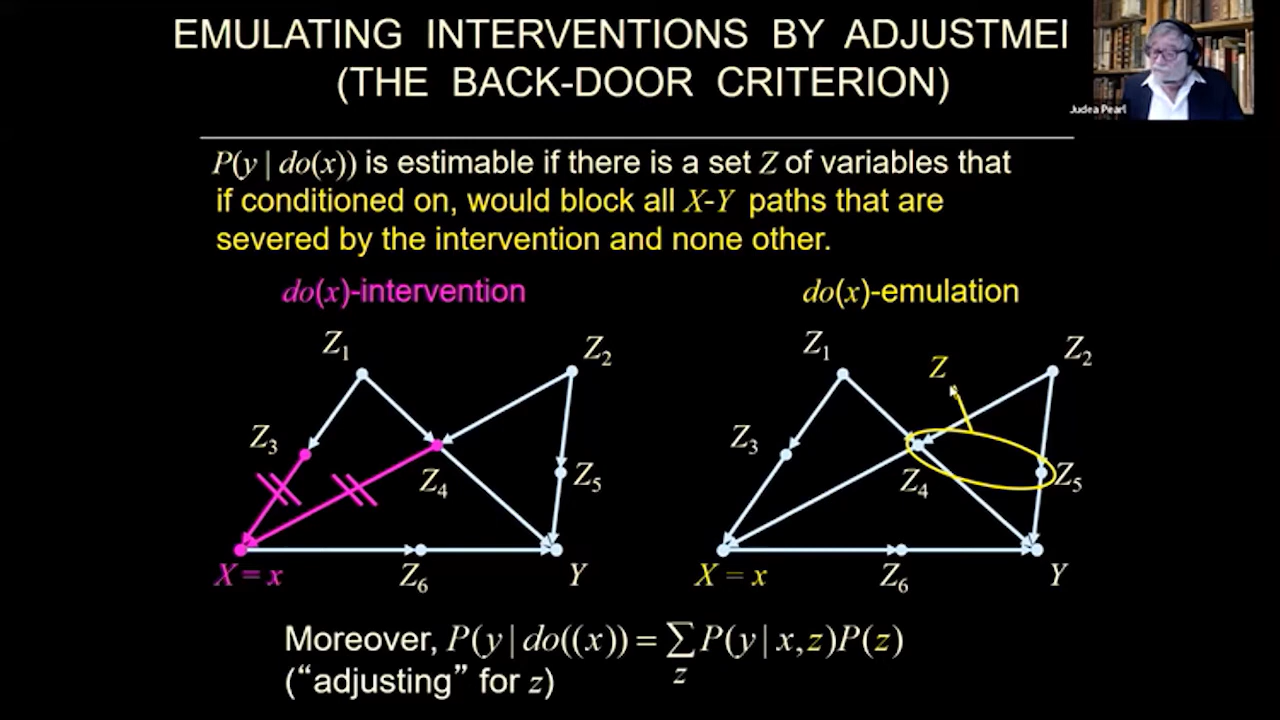 EMULATING INTERVENTIONS BY ADJUSTMEI
(THE BACK-DOOR CRITERION)
Judea Pearl
P(y | do(x)) is estimable if there is a set Z of variables that
if conditioned on, would block all X-Y paths that are
severed by the intervention and none other.
do(x)-intervention
do(x)-emulation
Z₁
Z₂
Z₃
Z₄
Z₅
X = x
Z₆
Y
Z₁
Z
Z₂
Z₃
Z₄
Z₅
X = x
Z₆
Y
Moreover, P(y | do((x)) = ∑ P(y | x, z)P(z)
z
(“adjusting” for z)